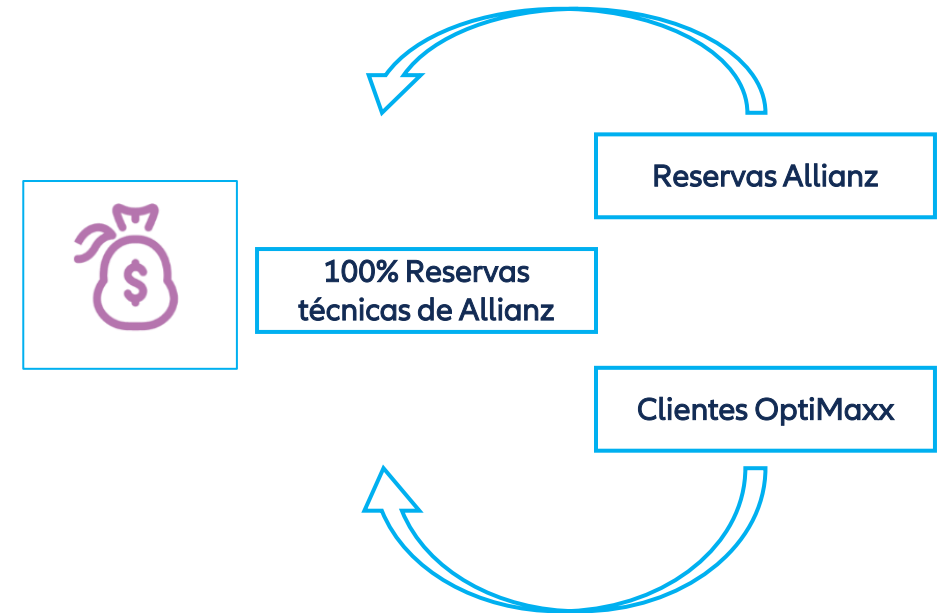 Reservas Allianz
$
100% Reservas
técnicas de Allianz
Clientes OptiMaxx